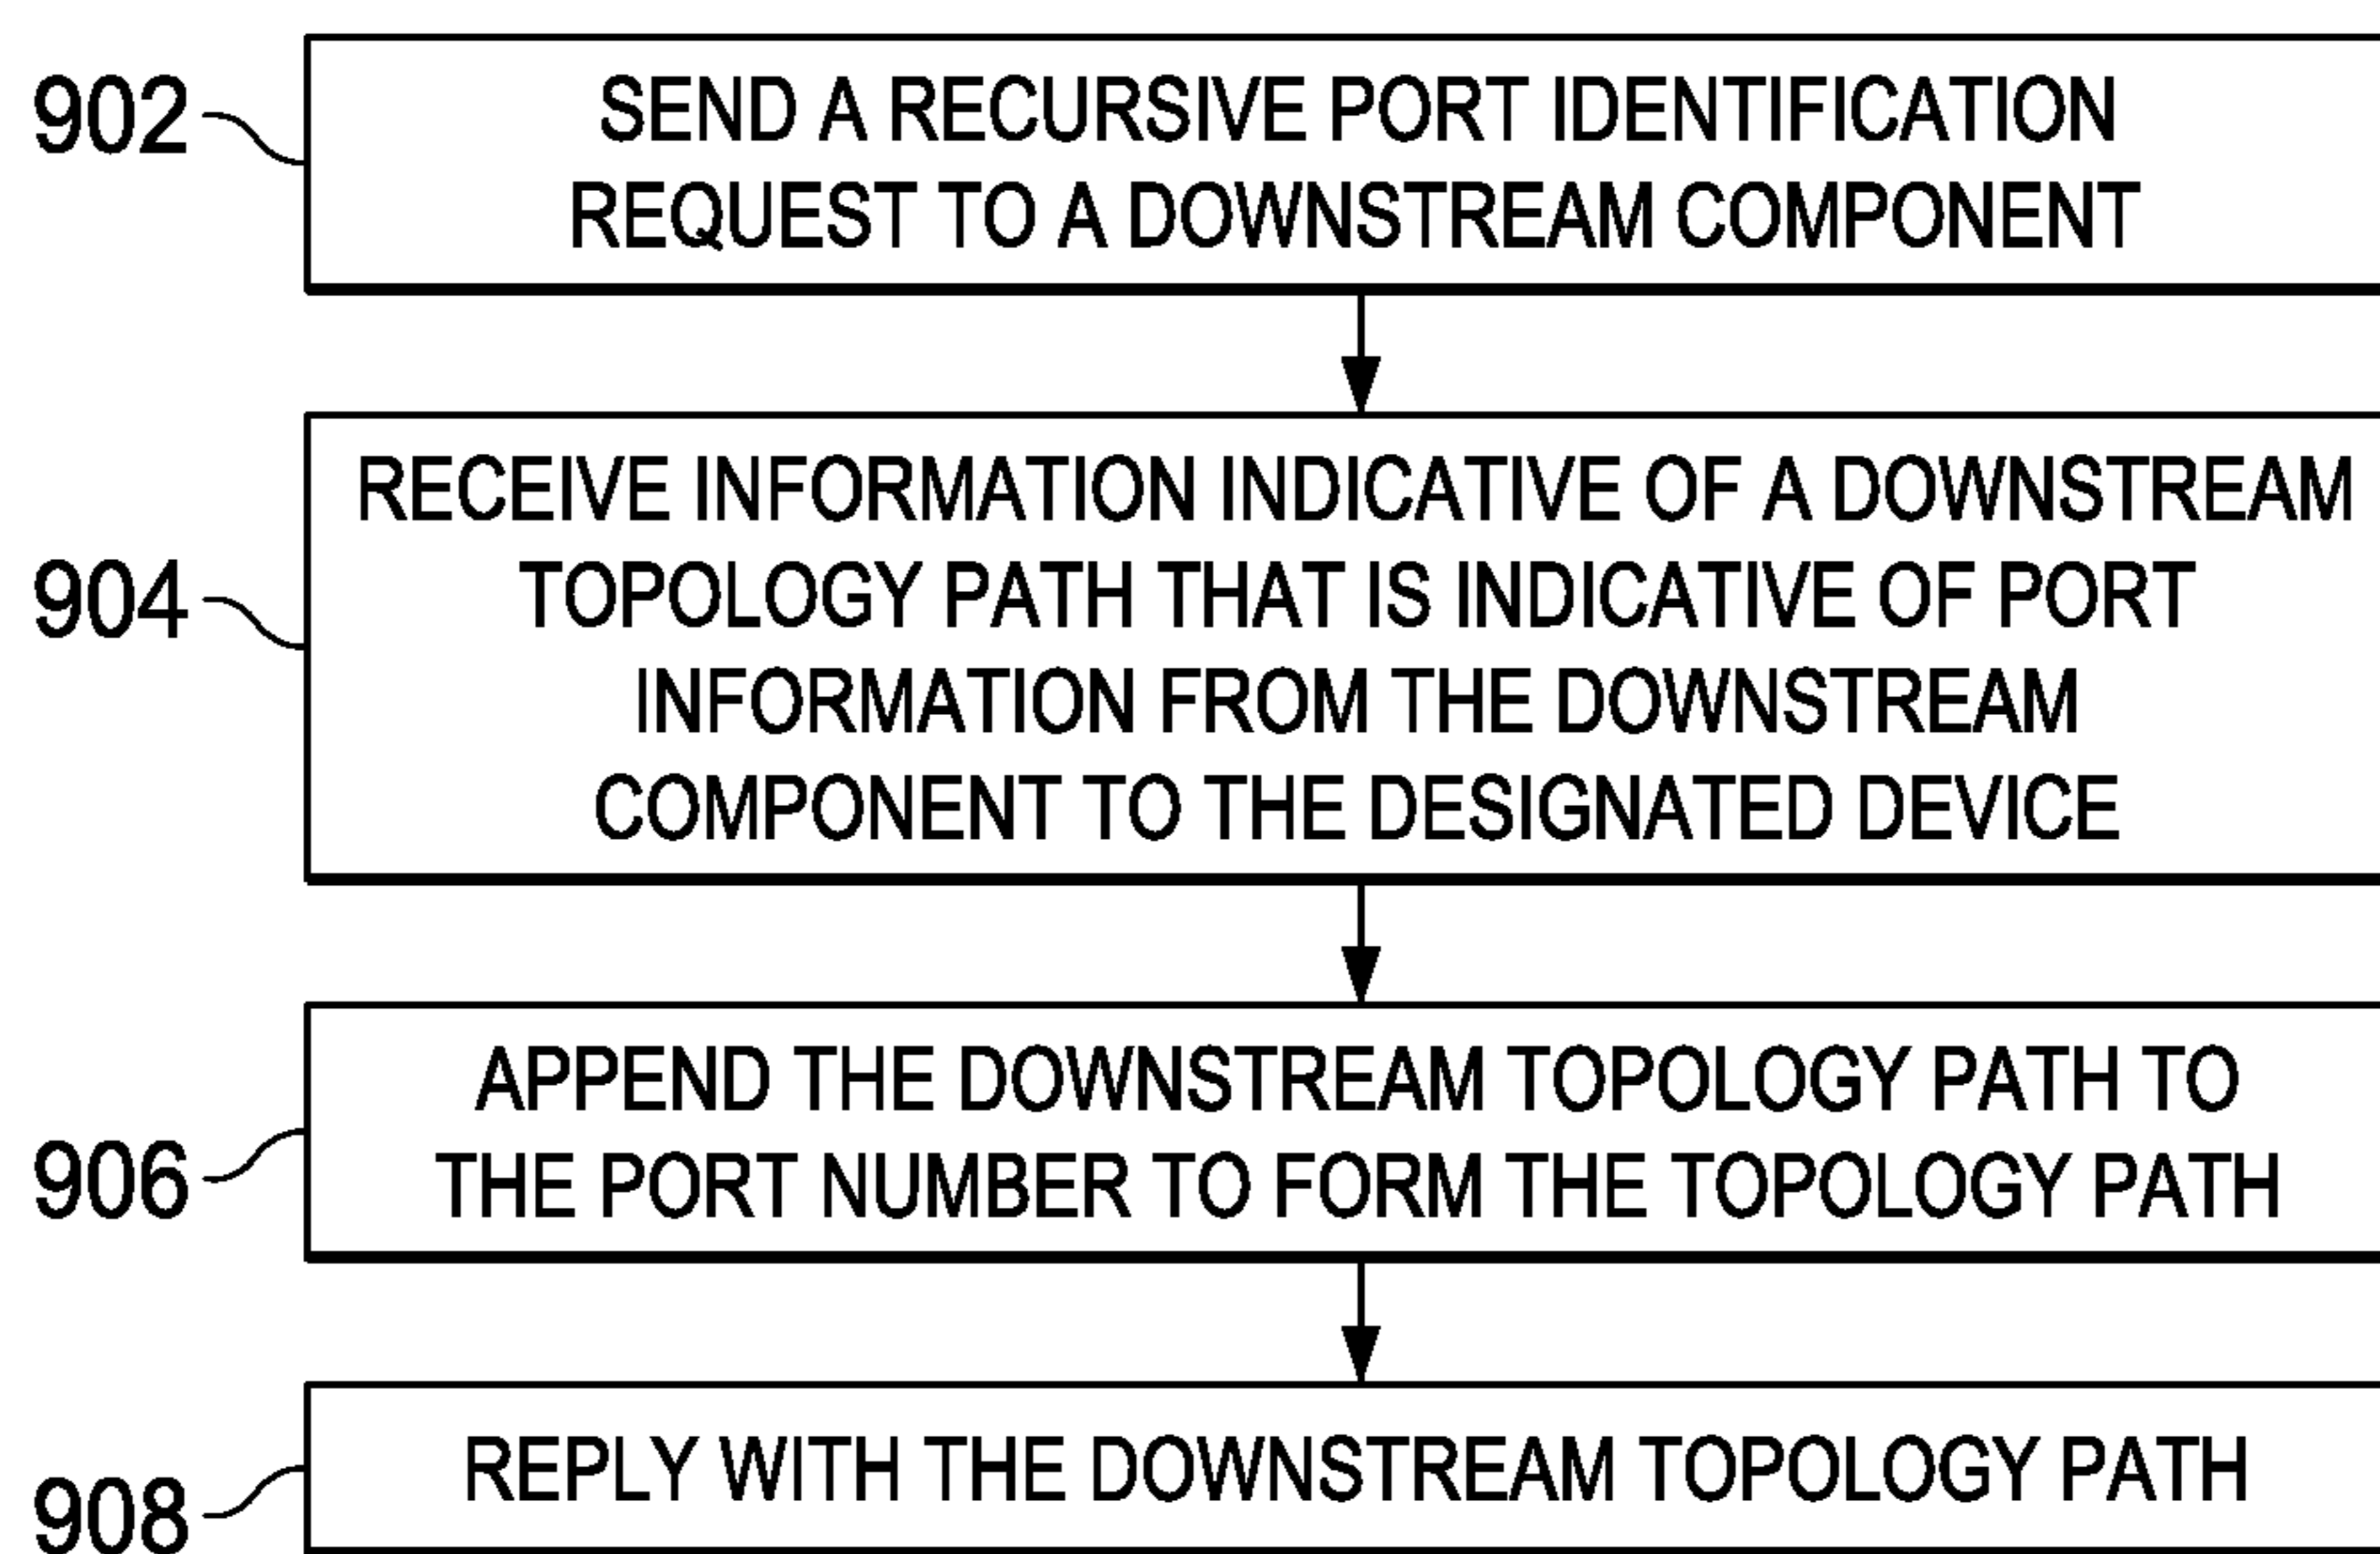 902
SEND A RECURSIVE PORT IDENTIFICATION
REQUEST TO A DOWNSTREAM COMPONENT
904
RECEIVE INFORMATION INDICATIVE OF A DOWNSTREAM
TOPOLOGY PATH THAT IS INDICATIVE OF PORT
INFORMATION FROM THE DOWNSTREAM
COMPONENT TO THE DESIGNATED DEVICE
906
APPEND THE DOWNSTREAM TOPOLOGY PATH TO
THE PORT NUMBER TO FORM THE TOPOLOGY PATH
908
REPLY WITH THE DOWNSTREAM TOPOLOGY PATH